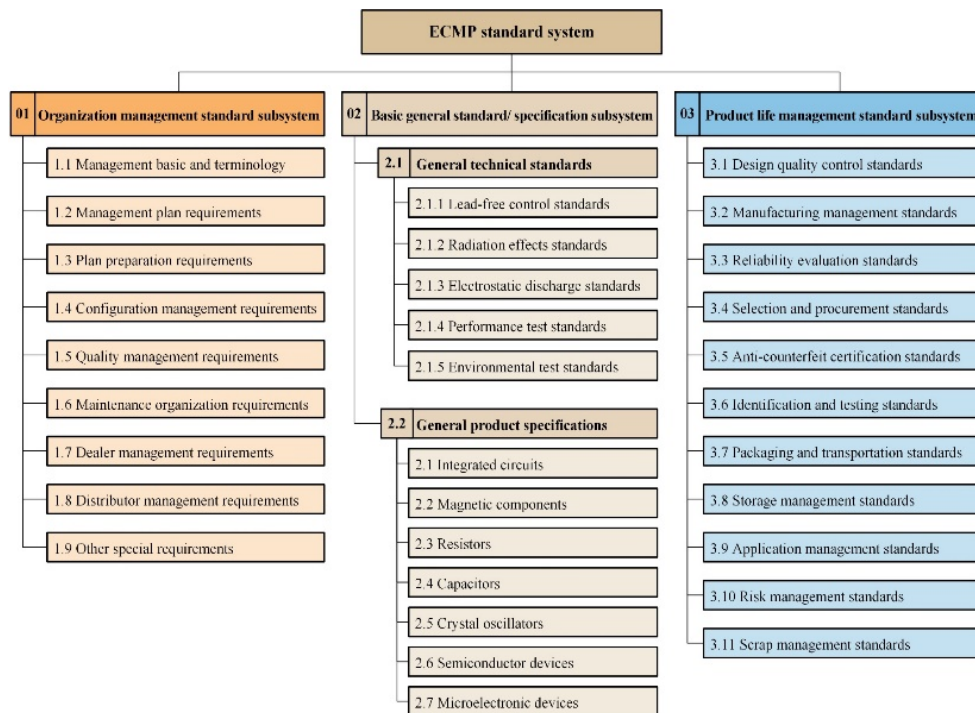 ECMP standard system
01 Organization management standard subsystem
1.1 Management basic and terminology
1.2 Management plan requirements
1.3 Plan preparation requirements
1.4 Configuration management requirements
1.5 Quality management requirements
1.6 Maintenance organization requirements
1.7 Dealer management requirements
1.8 Distributor management requirements
1.9 Other special requirements
02 Basic general standard/ specification subsystem
2.1 General technical standards
2.1.1 Lead-free control standards
2.1.2 Radiation effects standards
2.1.3 Electrostatic discharge standards
2.1.4 Performance test standards
2.1.5 Environmental test standards
2.2 General product specifications
2.1 Integrated circuits
2.2 Magnetic components
2.3 Resistors
2.4 Capacitors
2.5 Crystal oscillators
2.6 Semiconductor devices
2.7 Microelectronic devices
03 Product life management standard subsystem
3.1 Design quality control standards
3.2 Manufacturing management standards
3.3 Reliability evaluation standards
3.4 Selection and procurement standards
3.5 Anti-counterfeit certification standards
3.6 Identification and testing standards
3.7 Packaging and transportation standards
3.8 Storage management standards
3.9 Application management standards
3.10 Risk management standards
3.11 Scrap management standards